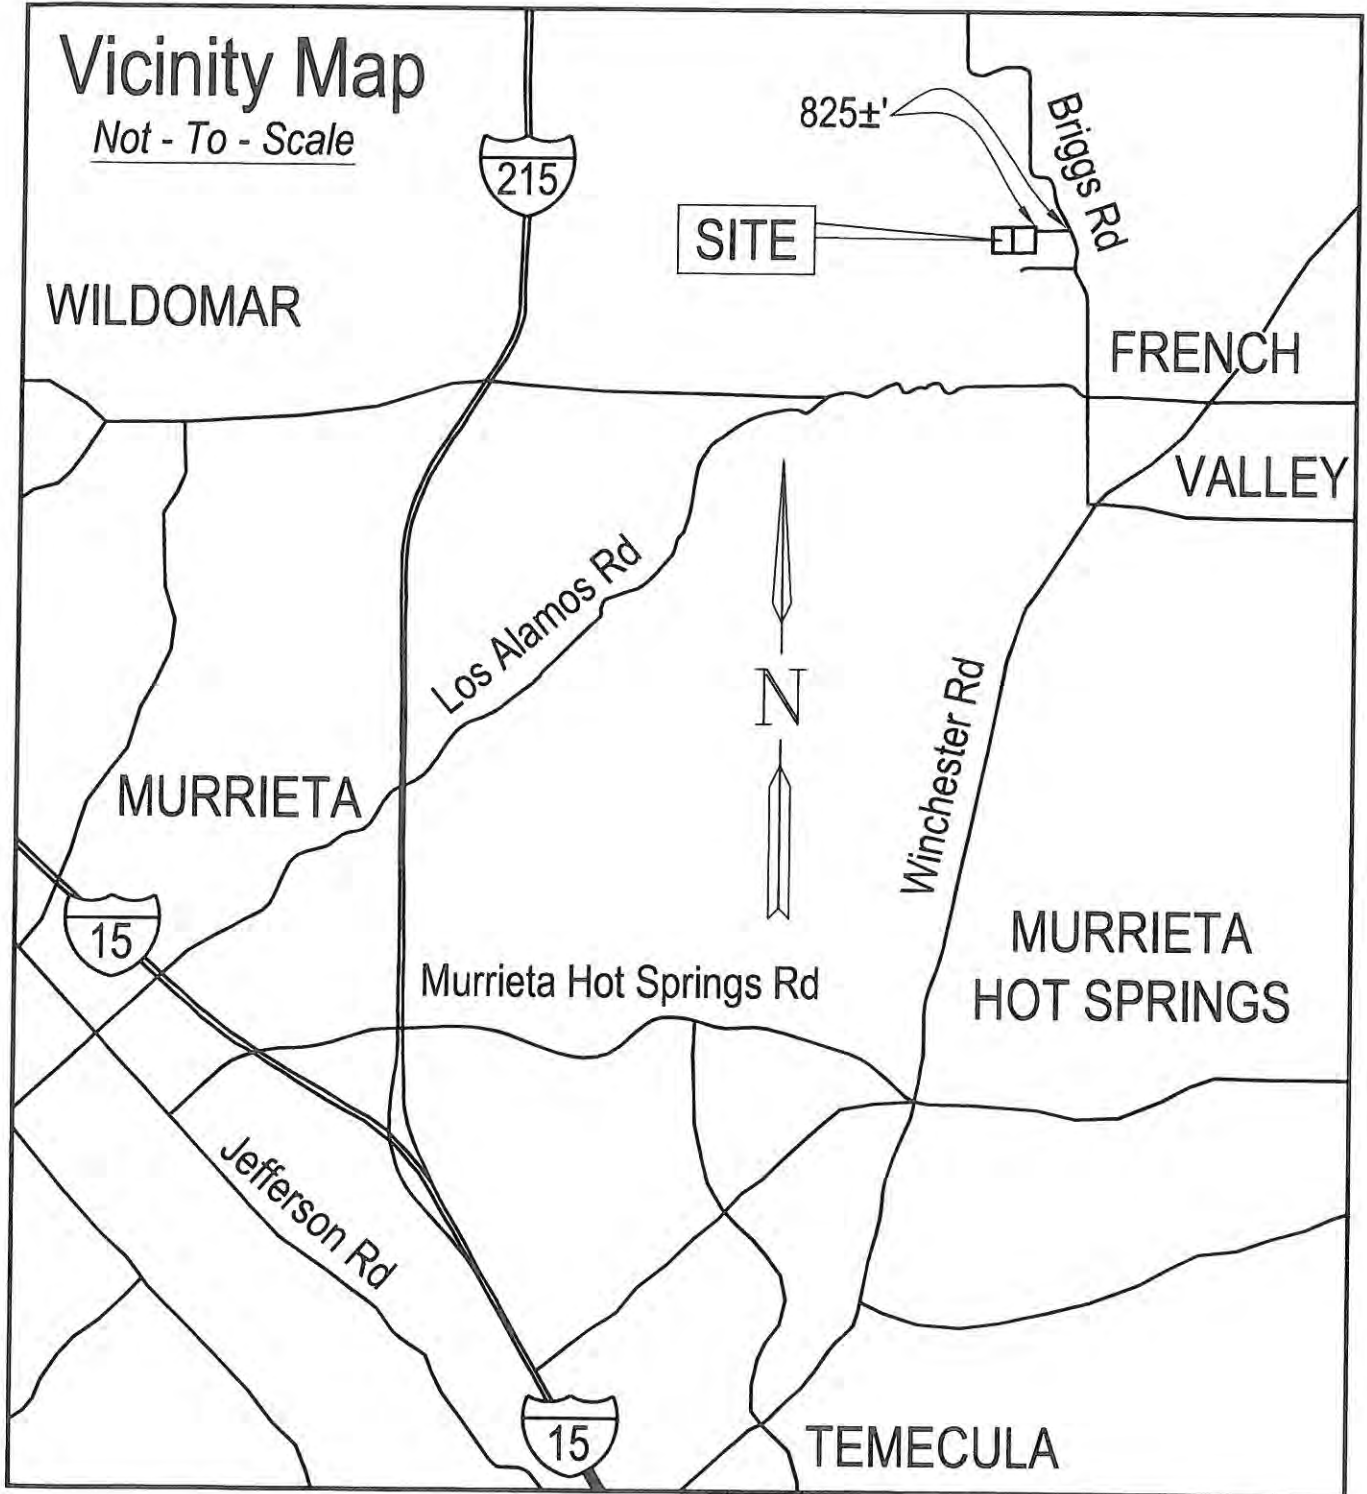 Vicinity Map
Not - To - Scale
215
825±'
Briggs Rd
SITE
WILDOMAR
FRENCH
VALLEY
Los Alamos Rd
N
Winchester Rd
MURRIETA
15
Murrieta Hot Springs Rd
MURRIETA
HOT SPRINGS
Jefferson Rd
15
TEMECULA